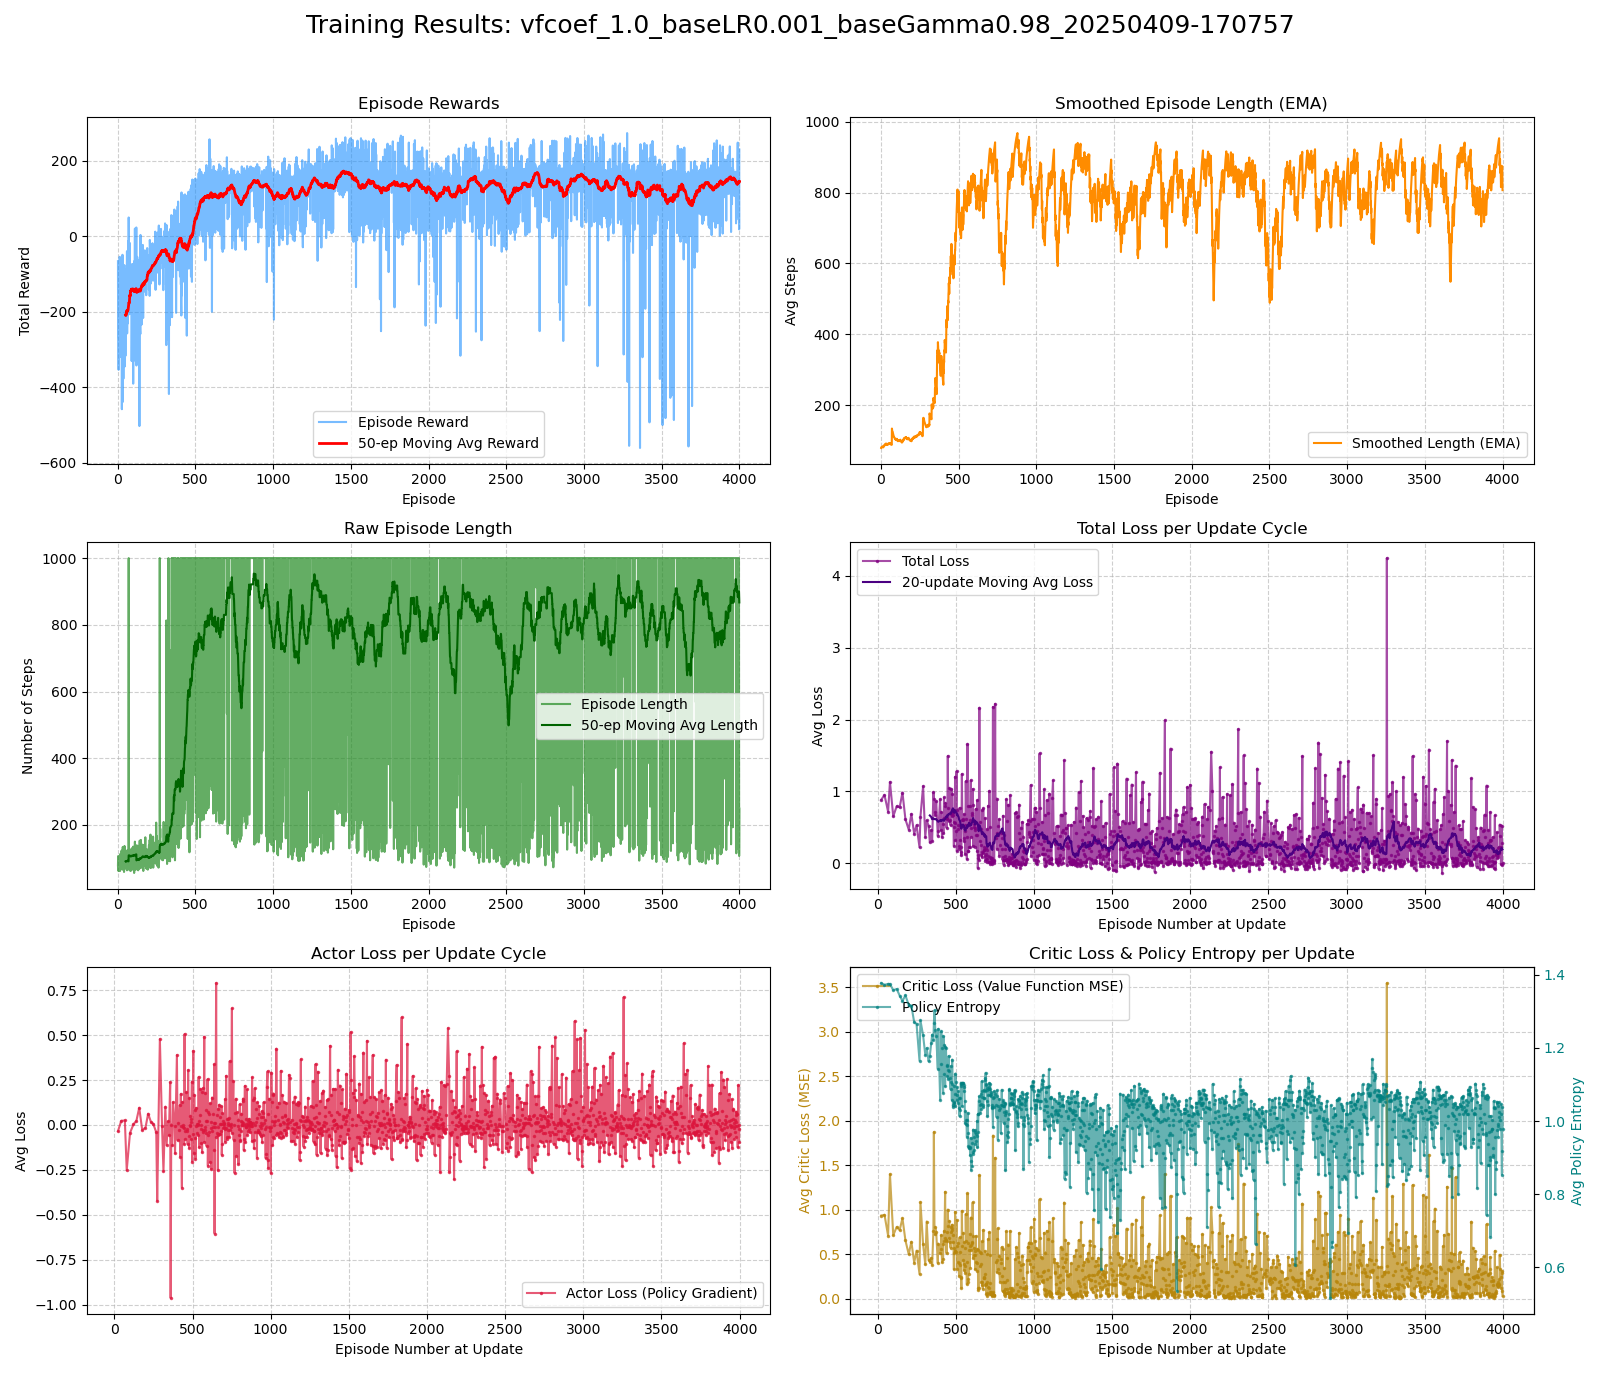 Training Results: vfcoef_1.0_baseLR0.001_baseGamma0.98_20250409-170757
Episode Rewards
Total Reward
200
0
−200
−400
−600
Episode Reward
50-ep Moving Avg Reward
0 500 1000 1500 2000 2500 3000 3500 4000
Episode
Smoothed Episode Length (EMA)
Avg Steps
1000
800
600
400
200
Smoothed Length (EMA)
0 500 1000 1500 2000 2500 3000 3500 4000
Episode
Raw Episode Length
Number of Steps
1000
800
600
400
200
Episode Length
50-ep Moving Avg Length
0 500 1000 1500 2000 2500 3000 3500 4000
Episode
Total Loss per Update Cycle
Avg Loss
4
3
2
1
0
Total Loss
20-update Moving Avg Loss
0 500 1000 1500 2000 2500 3000 3500 4000
Episode Number at Update
Actor Loss per Update Cycle
Avg Loss
0.75
0.50
0.25
0.00
−0.25
−0.50
−0.75
−1.00
Actor Loss (Policy Gradient)
0 500 1000 1500 2000 2500 3000 3500 4000
Episode Number at Update
Critic Loss & Policy Entropy per Update
Avg Critic Loss (MSE)
3.5
3.0
2.5
2.0
1.5
1.0
0.5
0.0
Critic Loss (Value Function MSE)
Policy Entropy
1.4
1.2
1.0
0.8
0.6
Avg Policy Entropy
0 500 1000 1500 2000 2500 3000 3500 4000
Episode Number at Update